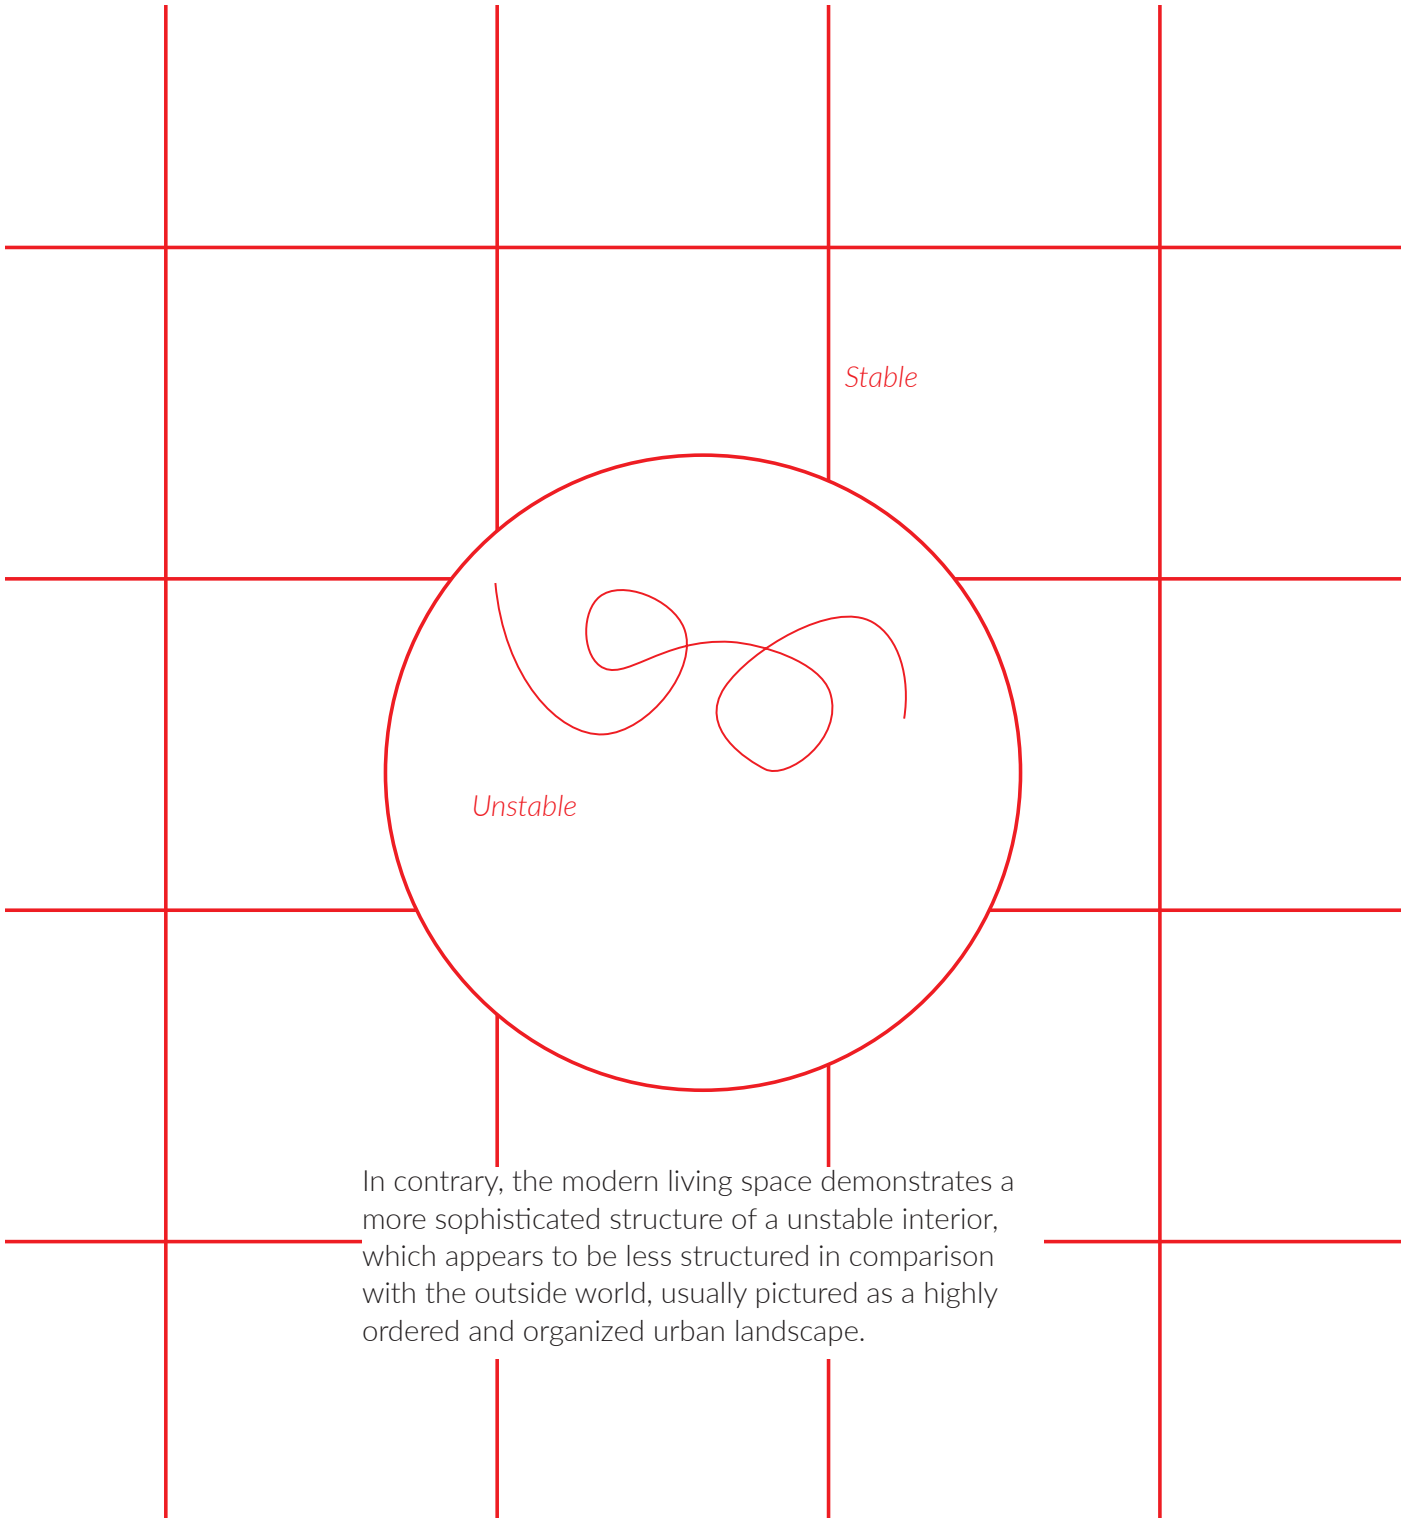 Stable
Unstable
In contrary, the modern living space demonstrates a
more sophisticated structure of a unstable interior,
which appears to be less structured in comparison
with the outside world, usually pictured as a highly
ordered and organized urban landscape.